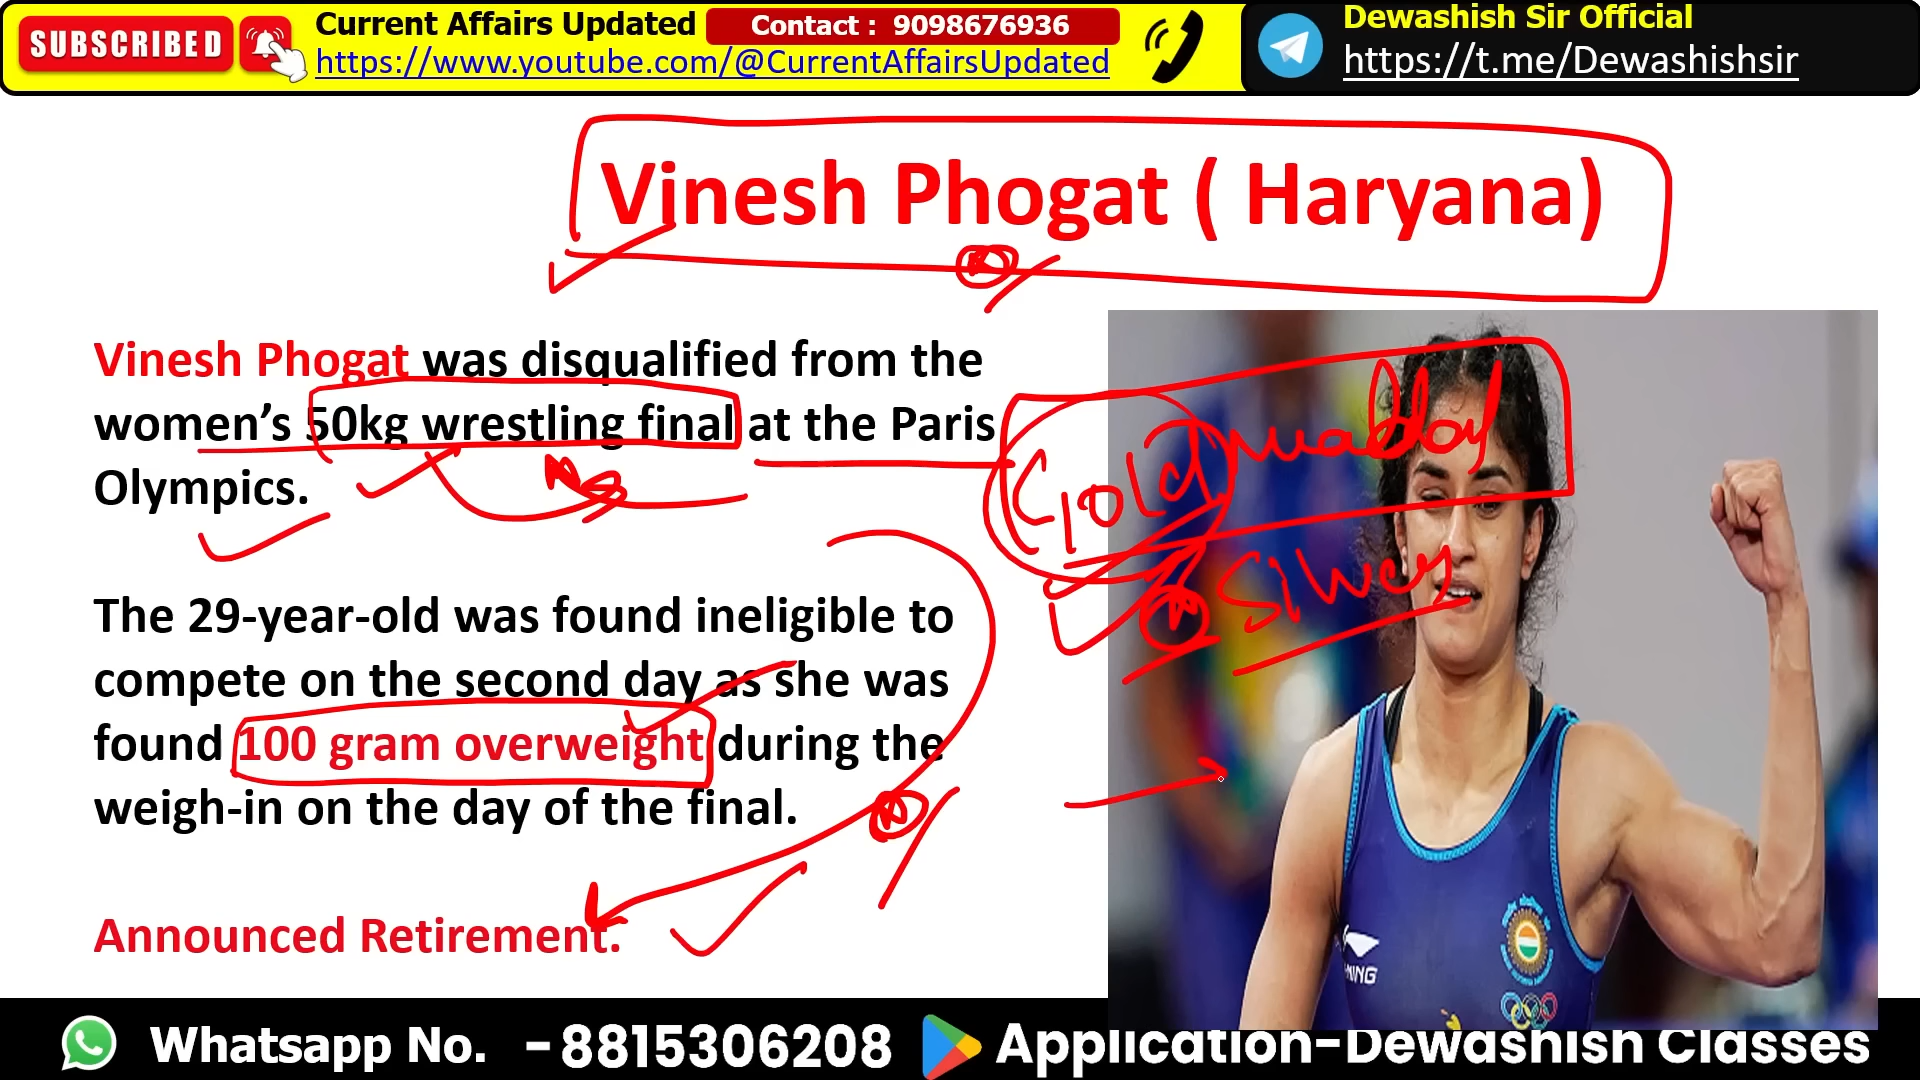 SUBSCRIBED
Current Affairs Updated
Contact : 9098676936
https://www.youtube.com/@CurrentAffairsUpdated
Dewashish Sir Official
https://t.me/Dewashishsir
Vinesh Phogat ( Haryana)
Vinesh Phogat was disqualified from the
women’s 50kg wrestling final at the Paris
Olympics.
Gold
The 29-year-old was found ineligible to
compete on the second day as she was
found 100 gram overweight during the
weigh-in on the day of the final.
Announced Retirement.
-NING
Whatsapp No. -8815306208
Application-Dewashish Classes